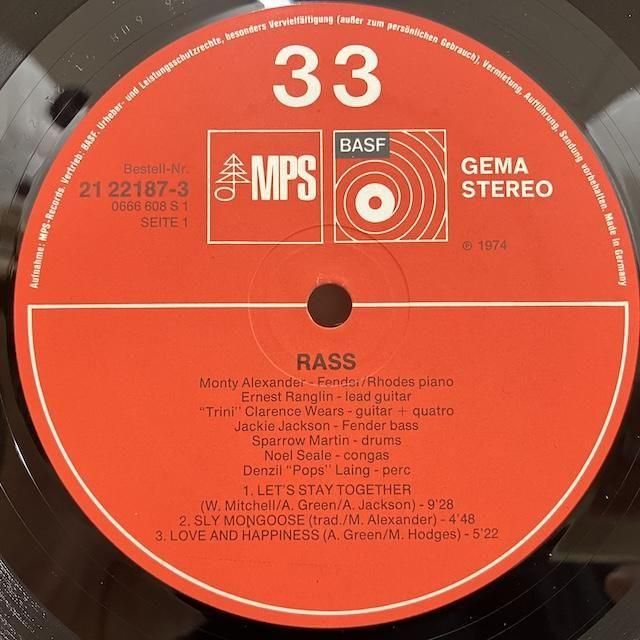 Aufnahme: MPS-Records. Vertrieb: BASF. Urheber- und Leistungsschutzrechte, besonders Vervielfältigung (außer zum persönlichen Gebrauch), Vermietung, Aufführung, Sendung vorbehalten. Made in Germany
33
MPS
BASF
GEMA
STEREO
Bestell-Nr.
21 22187-3
0666 608 S 1
SEITE 1
℗ 1974
RASS
Monty Alexander - Fender/Rhodes piano
Ernest Ranglin - lead guitar
“Trini” Clarence Wears - guitar + quatro
Jackie Jackson - Fender bass
Sparrow Martin - drums
Noel Seale - congas
Denzil “Pops” Laing - perc
1. LET'S STAY TOGETHER
(W. Mitchell/A. Green/A. Jackson) - 9'28
2. SLY MONGOOSE (trad./M. Alexander) - 4'48
3. LOVE AND HAPPINESS (A. Green/M. Hodges) - 5'22